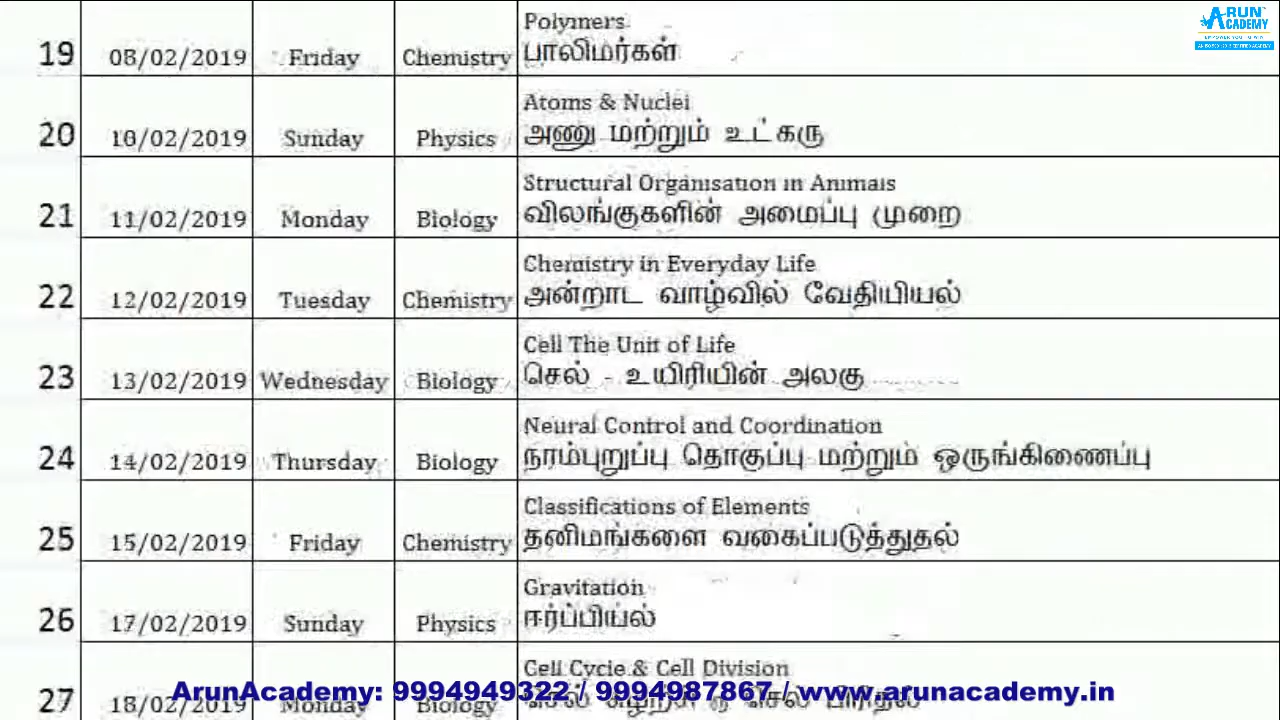 ARUN ACADEMY
Polymers
19 08/02/2019 Friday Chemistry பாலிமர்கள்
Atoms & Nuclei
20 10/02/2019 Sunday Physics அணு மற்றும் உட்கரு
Structural Organisation in Animals
21 11/02/2019 Monday Biology விலங்குகளின் அமைப்பு முறை
Chemistry in Everyday Life
22 12/02/2019 Tuesday Chemistry அன்றாட வாழ்வில் வேதியியல்
Cell The Unit of Life
23 13/02/2019 Wednesday Biology செல் - உயிரியின் அலகு
Neural Control and Coordination
24 14/02/2019 Thursday Biology நரம்புறுப்பு தொகுப்பு மற்றும் ஒருங்கிணைப்பு
Classifications of Elements
25 15/02/2019 Friday Chemistry தனிமங்களை வகைப்படுத்துதல்
Gravitation
26 17/02/2019 Sunday Physics ஈர்ப்பியல்
Cell Cycle & Cell Division
27 18/02/2019 Monday Biology செல் சுழற்சி செல் பிரிதல்
ArunAcademy: 9994949322 / 9994987867 / www.arunacademy.in